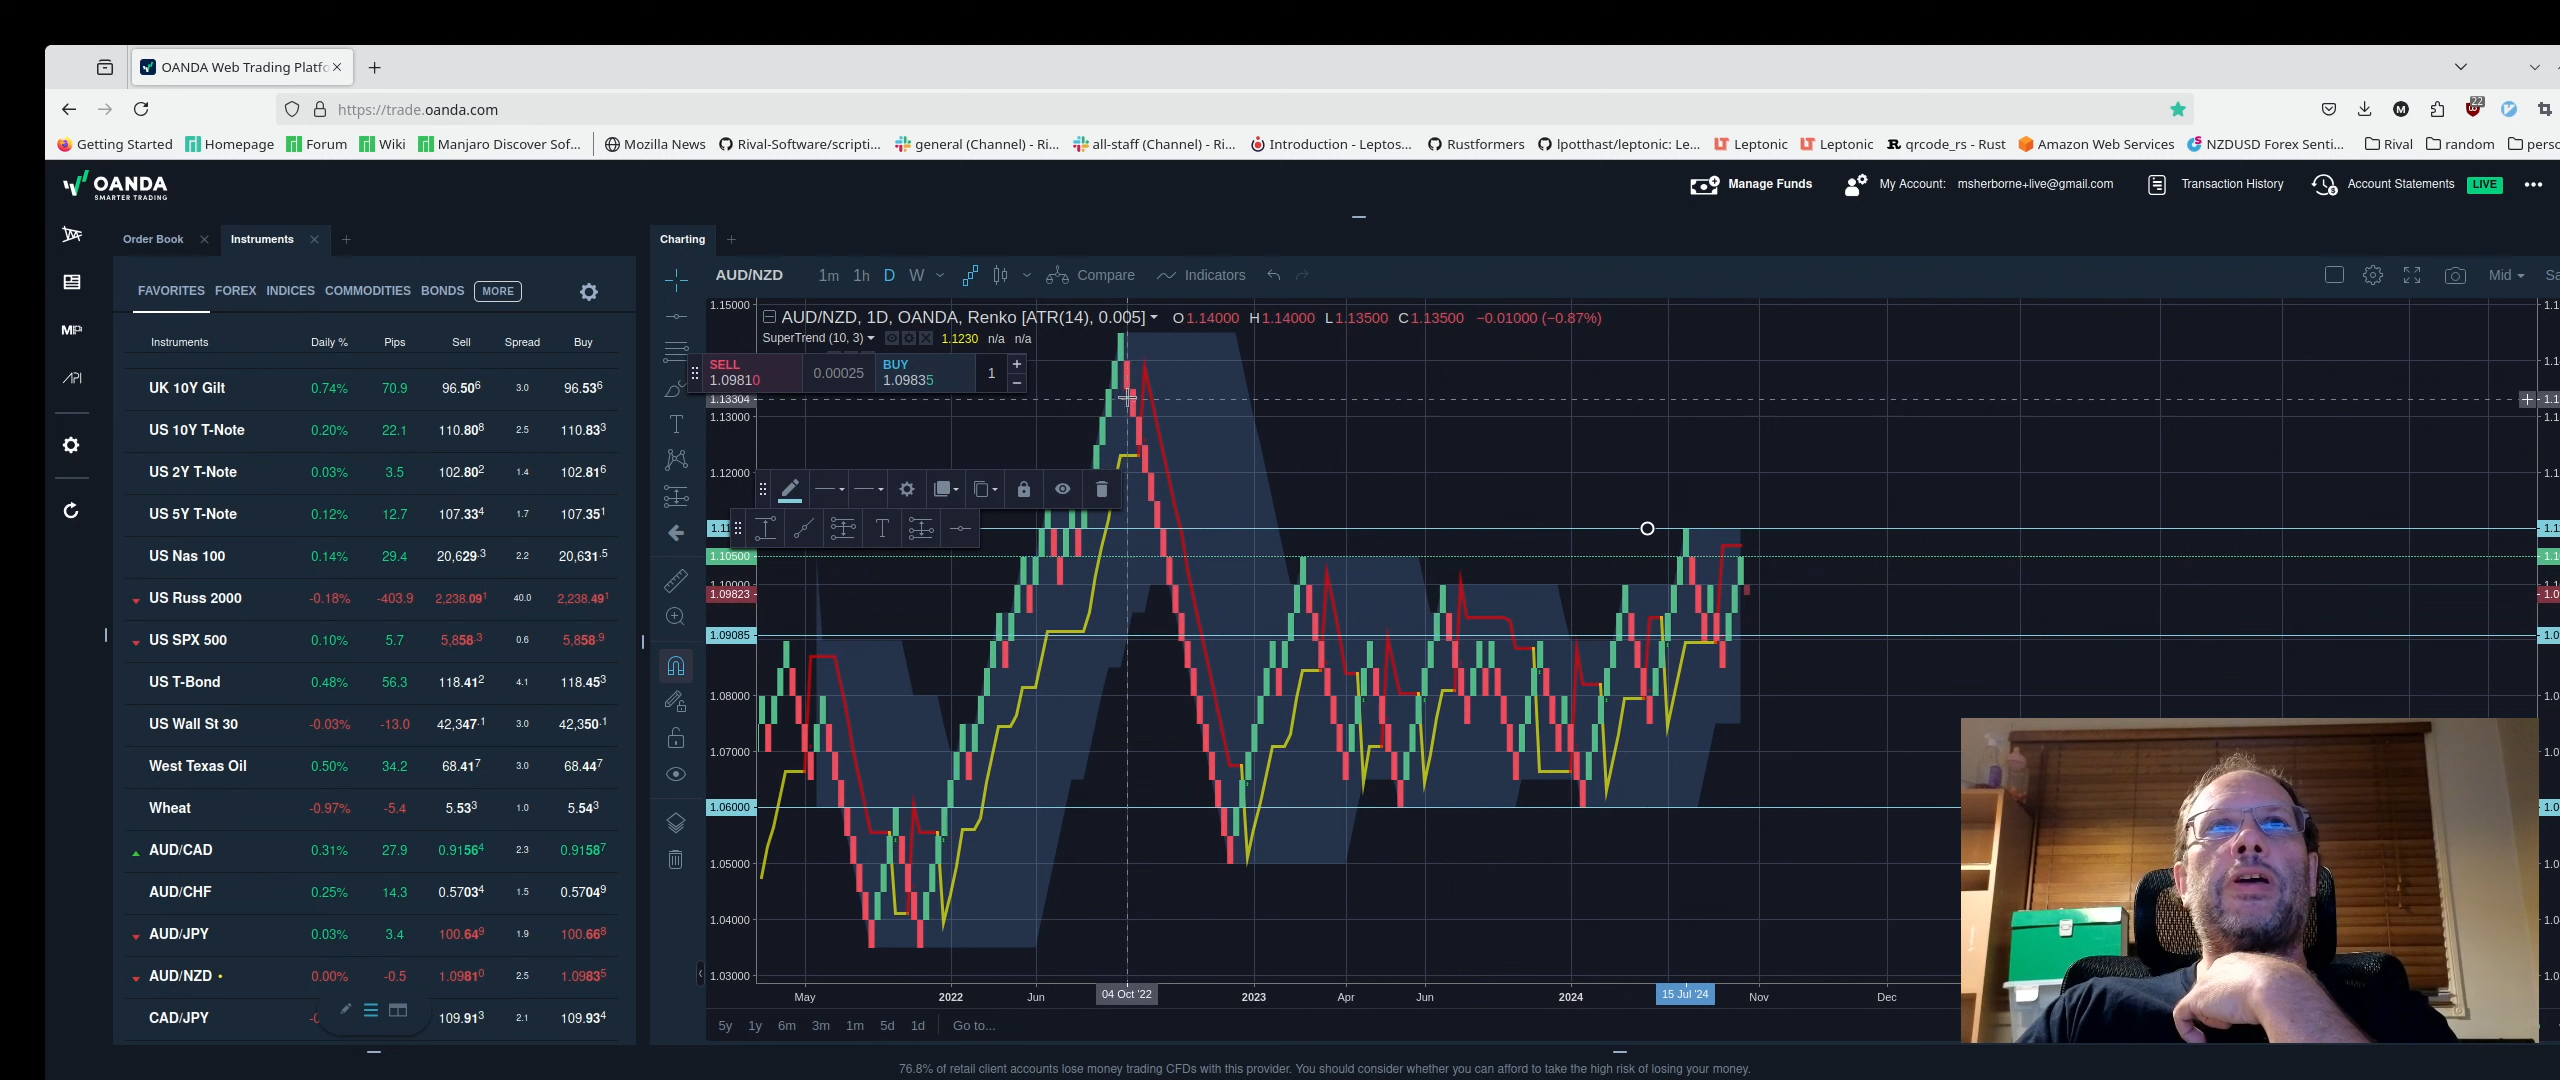 OANDA Web Trading Platfo
https://trade.oanda.com
22
Getting Started Homepage Forum Wiki Manjaro Discover Sof... Mozilla News Rival-Software/scripti... general (Channel) - Ri... all-staff (Channel) - Ri... Introduction - Leptos... Rustformers lpotthast/leptonic: Le... Leptonic Leptonic qrcode_rs - Rust Amazon Web Services NZDUSD Forex Senti... Rival random perso
OANDA
SMARTER TRADING
Manage Funds My Account: msherborne+live@gmail.com Transaction History Account Statements LIVE
Order Book Instruments
FAVORITES FOREX INDICES COMMODITIES BONDS MORE
Instruments Daily % Pips Sell Spread Buy
UK 10Y Gilt 0.74% 70.9 96.506 3.0 96.536
US 10Y T-Note 0.20% 22.1 110.808 2.5 110.833
US 2Y T-Note 0.03% 3.5 102.802 1.4 102.816
US 5Y T-Note 0.12% 12.7 107.334 1.7 107.351
US Nas 100 0.14% 29.4 20,629.3 2.2 20,631.5
US Russ 2000 -0.18% -403.9 2,238.091 40.0 2,238.491
US SPX 500 0.10% 5.7 5,858.3 0.6 5,858.9
US T-Bond 0.48% 56.3 118.412 4.1 118.453
US Wall St 30 -0.03% -13.0 42,347.1 3.0 42,350.1
West Texas Oil 0.50% 34.2 68.417 3.0 68.447
Wheat -0.97% -5.4 5.533 1.0 5.543
AUD/CAD 0.31% 27.9 0.91564 2.3 0.91587
AUD/CHF 0.25% 14.3 0.57034 1.5 0.57049
AUD/JPY 0.03% 3.4 100.649 1.9 100.668
AUD/NZD 0.00% -0.5 1.09810 2.5 1.09835
CAD/JPY 109.913 2.1 109.934
Charting
AUD/NZD 1m 1h D W Compare Indicators Mid
AUD/NZD, 1D, OANDA, Renko [ATR(14), 0.005] O1.14000 H1.14000 L1.13500 C1.13500 −0.01000 (−0.87%)
SuperTrend (10, 3) 1.1230 n/a n/a
SELL 1.09810 0.00025 BUY 1.09835 1
1.15000
1.13304
1.13000
1.12000
1.10500
1.10000
1.09823
1.09085
1.08000
1.07000
1.06000
1.05000
1.04000
1.03000
May 2022 Jun 04 Oct '22 2023 Apr Jun 2024 15 Jul '24 Nov Dec
5y 1y 6m 3m 1m 5d 1d Go to...
76.8% of retail client accounts lose money trading CFDs with this provider. You should consider whether you can afford to take the high risk of losing your money.